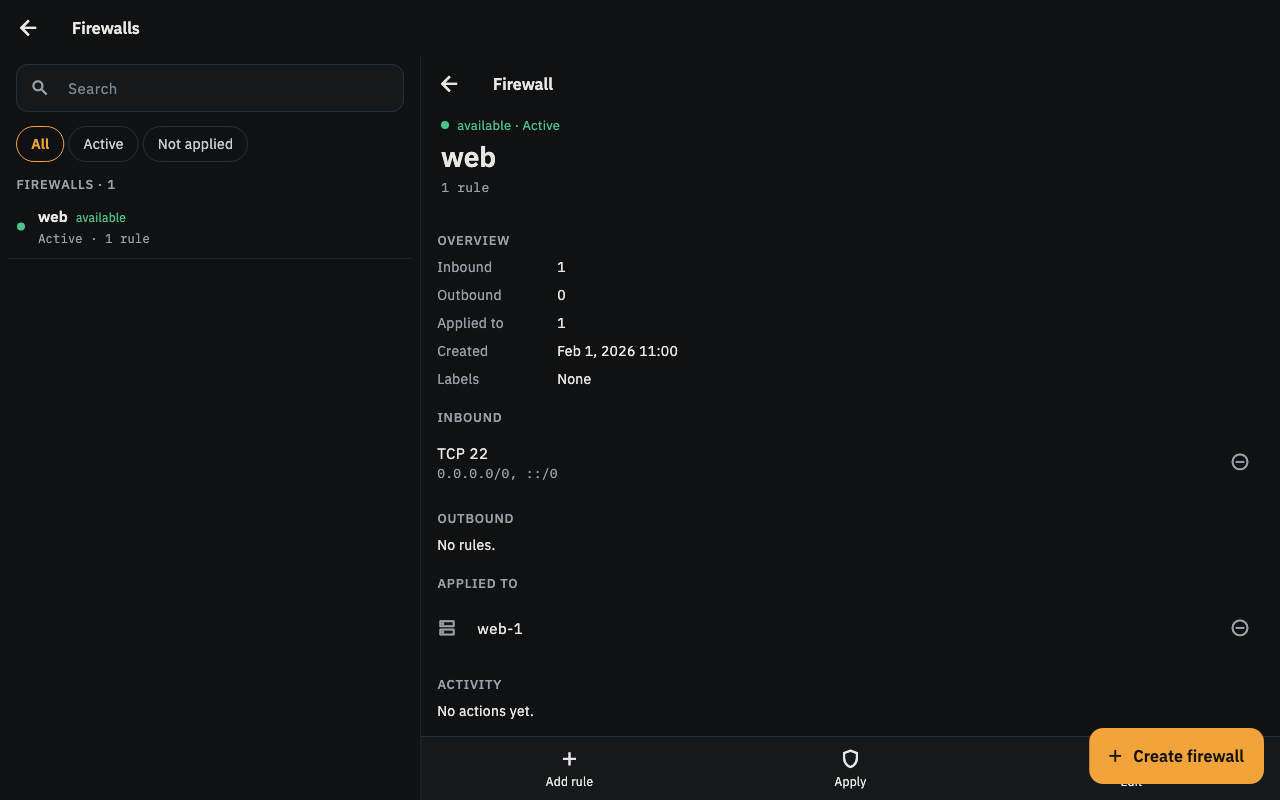 Firewalls
Search
All
Active
Not applied
FIREWALLS · 1
web available
Active · 1 rule
Firewall
available · Active
web
1 rule
OVERVIEW
Inbound 1
Outbound 0
Applied to 1
Created Feb 1, 2026 11:00
Labels None
INBOUND
TCP 22
0.0.0.0/0, ::/0
OUTBOUND
No rules.
APPLIED TO
web-1
ACTIVITY
No actions yet.
Add rule
Apply
Create firewall